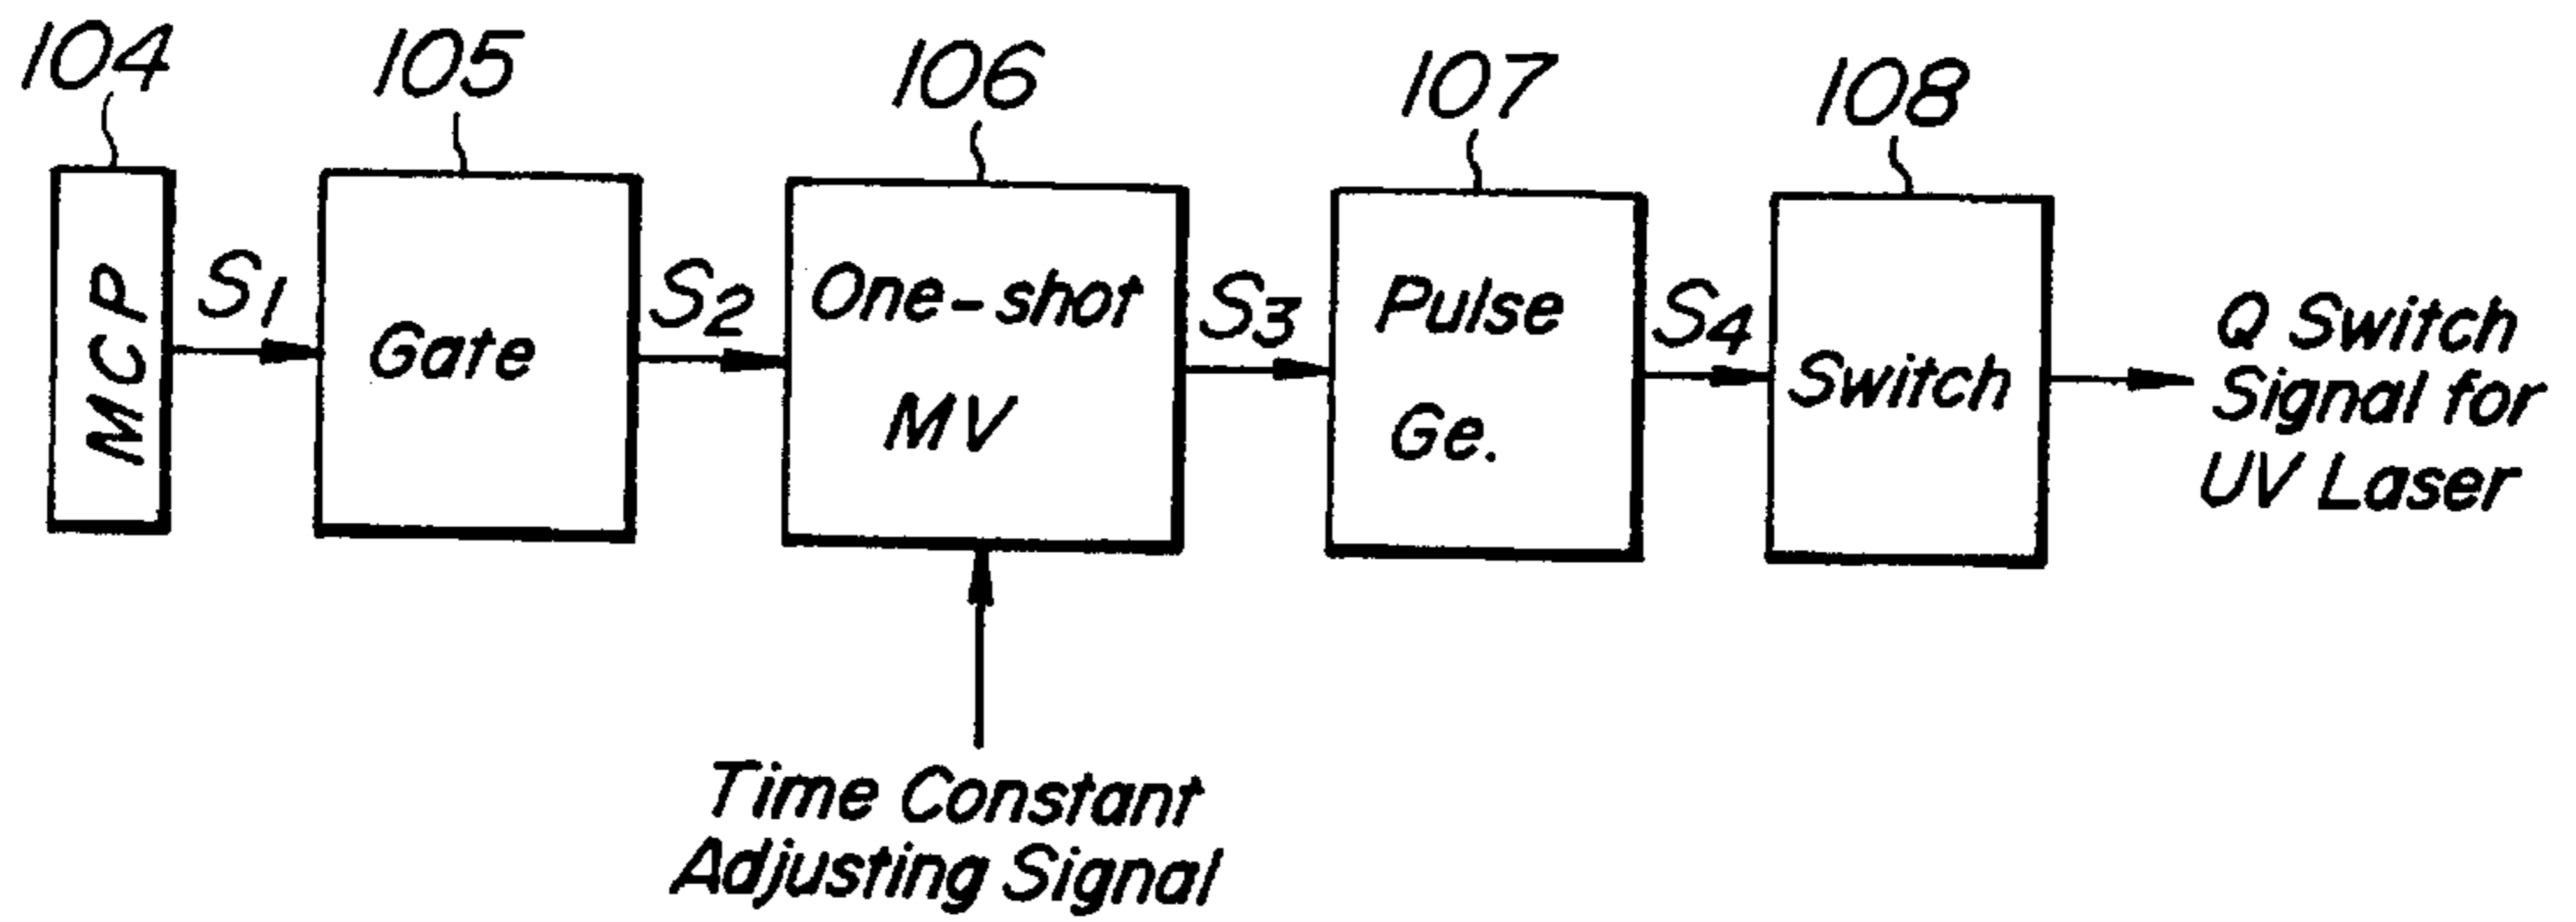 104
105
106
107
108
MCP
S1
Gate
S2
One-shot
MV
S3
Pulse
Ge.
S4
Switch
Q Switch
Signal for
UV Laser
Time Constant
Adjusting Signal